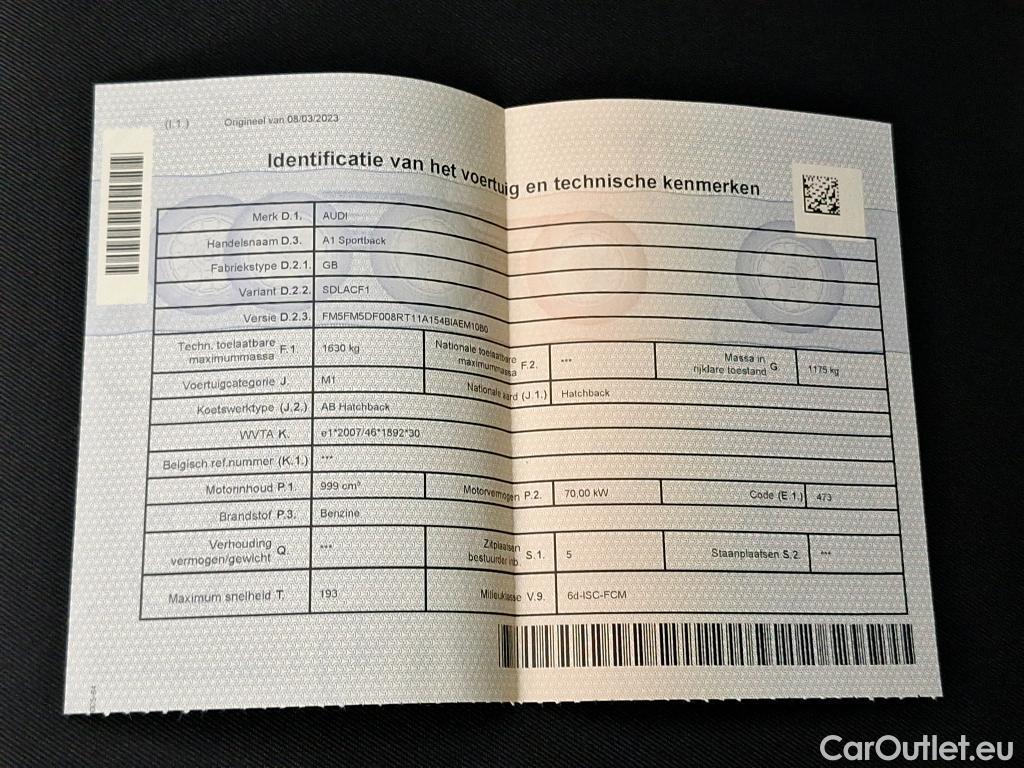 (I.1.) Origineel van 08/03/2023
Identificatie van het voertuig en technische kenmerken
Merk D.1. AUDI
Handelsnaam D.3. A1 Sportback
Fabriekstype D.2.1. GB
Variant D.2.2. SDLACF1
Versie D.2.3. FM5FM5DF008RT11A154BIAEM10B0
Techn. toelaatbare maximummassa F.1. 1630 kg Nationale toelaatbare maximummassa F.2. *** Massa in rijklare toestand G. 1175 kg
Voertuigcategorie J. M1 Nationale aard (J.1.) Hatchback
Koetswerktype (J.2.) AB Hatchback
WVTA K. e1*2007/46*1892*30
Belgisch ref.nummer (K.1.) ***
Motorinhoud P.1. 999 cm³ Motorvermogen P.2. 70,00 kW Code (E.1.) 473
Brandstof P.3. Benzine
Verhouding vermogen/gewicht Q. *** Zitplaatsen bestuurder inb. S.1. 5 Staanplaatsen S.2. ***
Maximum snelheid T. 193 Milieuklasse V.9. 6d-ISC-FCM
CarOutlet.eu